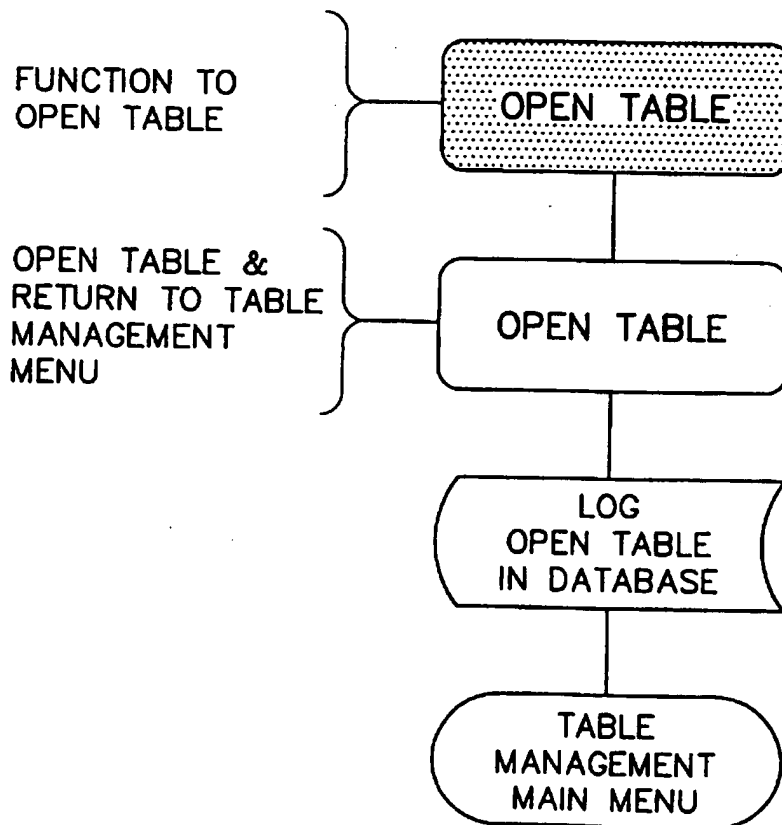 FUNCTION TO
OPEN TABLE
OPEN TABLE
OPEN TABLE &
RETURN TO TABLE
MANAGEMENT
MENU
OPEN TABLE
LOG
OPEN TABLE
IN DATABASE
TABLE
MANAGEMENT
MAIN MENU